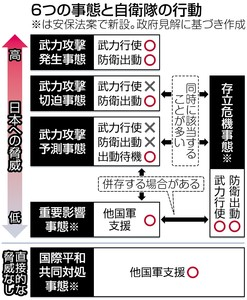 6つの事態と自衛隊の行動
※は安保法案で新設。政府見解に基づき作成
高
日本への脅威
低
直接的な
脅威なし
武力攻撃
発生事態
武力行使○
防衛出動○
武力攻撃
切迫事態
武力行使×
防衛出動○
武力攻撃
予測事態
武力行使×
防衛出動×
出動待機○
同時に該当する
ことが多い
存立危機事態※
防衛出動○
武力行使○
併存する場合がある
重要影響
事態※
他国軍
支援○
国際平和
共同対処
事態※
他国軍支援○